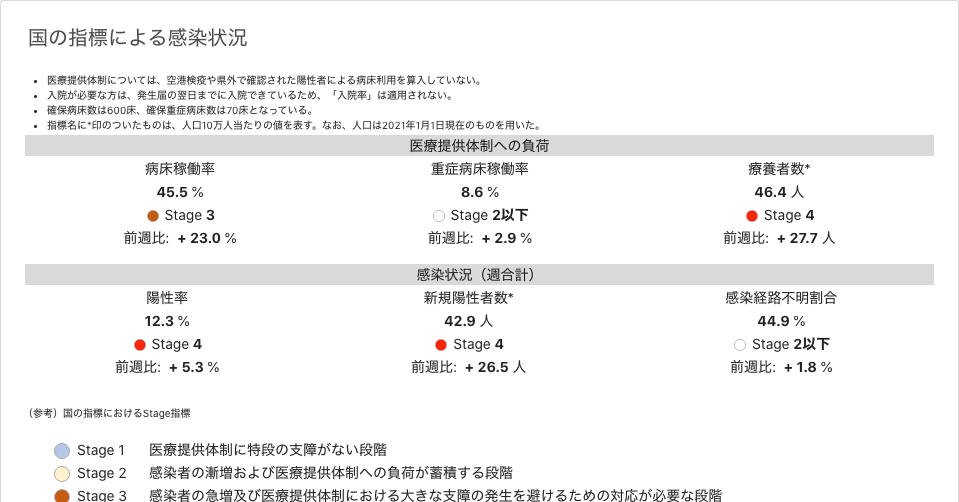 国の指標による感染状況
• 医療提供体制については、空港検疫や県外で確認された陽性者による病床利用を算入していない。
• 入院が必要な方は、発生届の翌日までに入院できているため、「入院率」は適用されない。
• 確保病床数は600床、確保重症病床数は70床となっている。
• 指標名に*印のついたものは、人口10万人当たりの値を表す。なお、人口は2021年1月1日現在のものを用いた。
医療提供体制への負荷
病床稼働率 重症病床稼働率 療養者数*
45.5 % 8.6 % 46.4 人
Stage 3 Stage 2以下 Stage 4
前週比: + 23.0 % 前週比: + 2.9 % 前週比: + 27.7 人
感染状況（週合計）
陽性率 新規陽性者数* 感染経路不明割合
12.3 % 42.9 人 44.9 %
Stage 4 Stage 4 Stage 2以下
前週比: + 5.3 % 前週比: + 26.5 人 前週比: + 1.8 %
（参考）国の指標におけるStage指標
Stage 1 医療提供体制に特段の支障がない段階
Stage 2 感染者の漸増および医療提供体制への負荷が蓄積する段階
Stage 3 感染者の急増及び医療提供体制における大きな支障の発生を避けるための対応が必要な段階